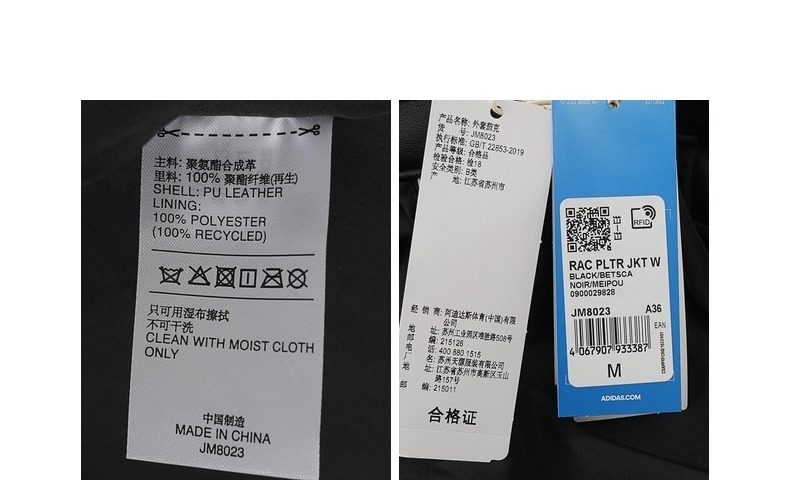 主料: 聚氨酯合成革
里料: 100% 聚酯纤维(再生)
SHELL: PU LEATHER
LINING:
100% POLYESTER
(100% RECYCLED)
只可用湿布擦拭
不可干洗
CLEAN WITH MOIST CLOTH
ONLY
中国制造
MADE IN CHINA
JM8023
产品名称: 外套茄克
货 号: JM8023
执行标准: GB/T 22853-2019
产品等级: 合格品
检验合格: 检18
安全类别: B类
产 地: 江苏省苏州市
经 销 商: 阿迪达斯体育(中国)有限
公司
地 址: 苏州工业园区唯胜路508号
邮 编: 215126
电 话: 400 880 1515
厂 名: 苏州天骥服装有限公司
地 址: 江苏省苏州市高新区玉山
路157号
邮 编: 215011
合格证
RFID
RAC PLTR JKT W
BLACK/BETSCA
NOIR/MEIPOU
0900029828
JM8023 A36
EAN
4 067907 933387
M
ADIDAS.COM